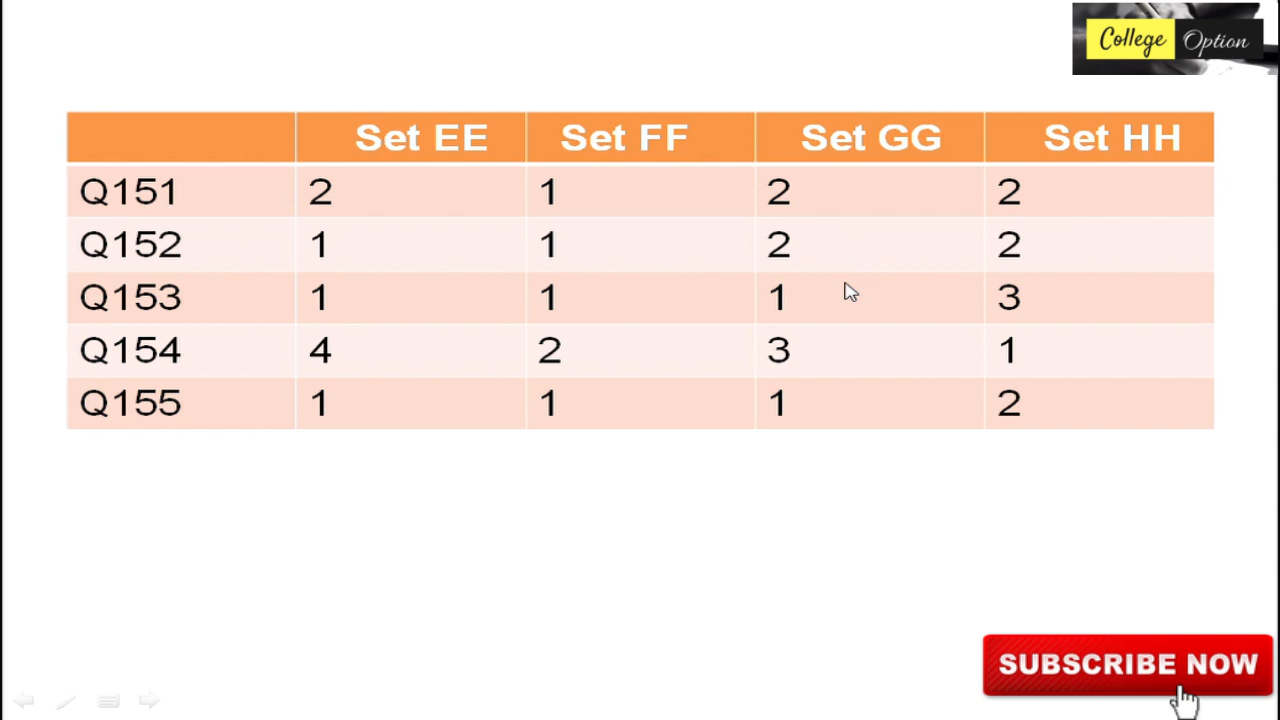 College Option
Set EE Set FF Set GG Set HH
Q151 2 1 2 2
Q152 1 1 2 2
Q153 1 1 1 3
Q154 4 2 3 1
Q155 1 1 1 2
SUBSCRIBE NOW